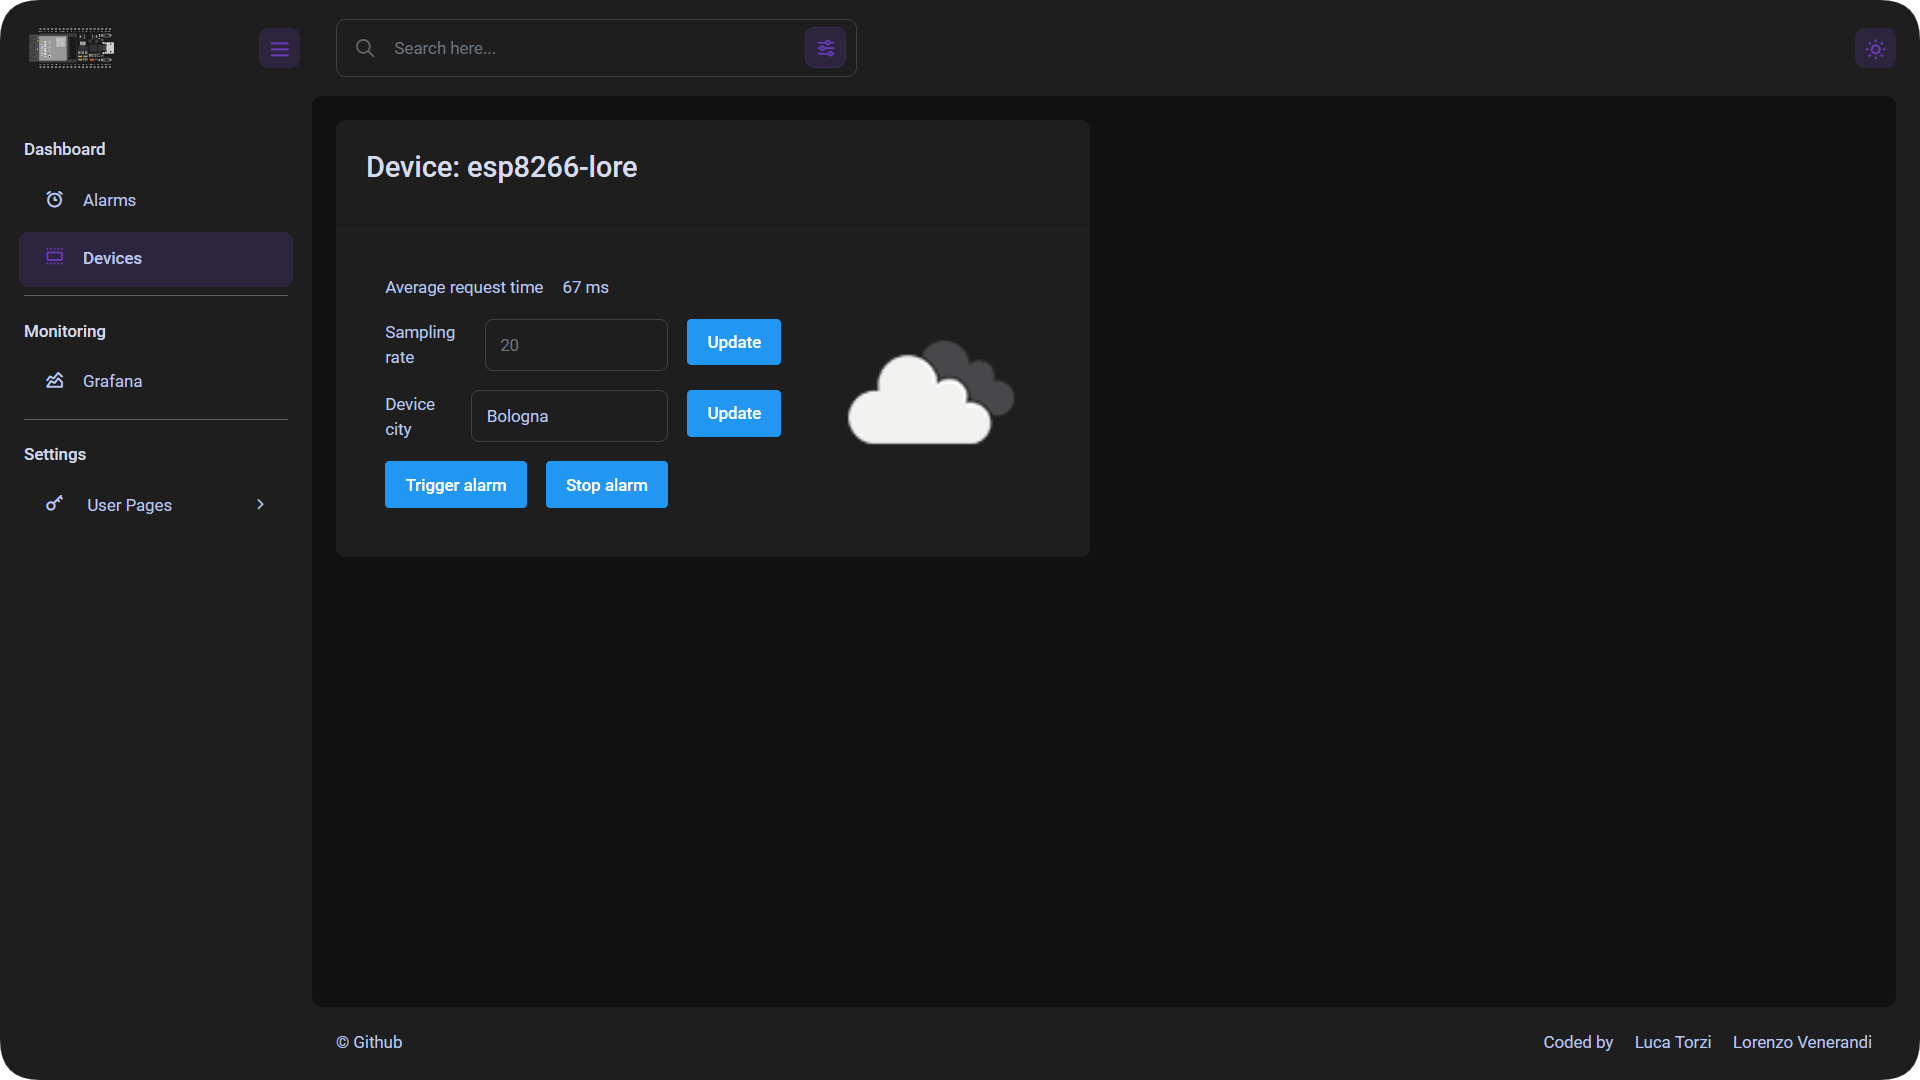 Search here...
Dashboard
Alarms
Devices
Monitoring
Grafana
Settings
User Pages
Device: esp8266-lore
Average request time 67 ms
Sampling
rate
20
Update
Device
city
Bologna
Update
Trigger alarm
Stop alarm
© Github
Coded by Luca Torzi Lorenzo Venerandi